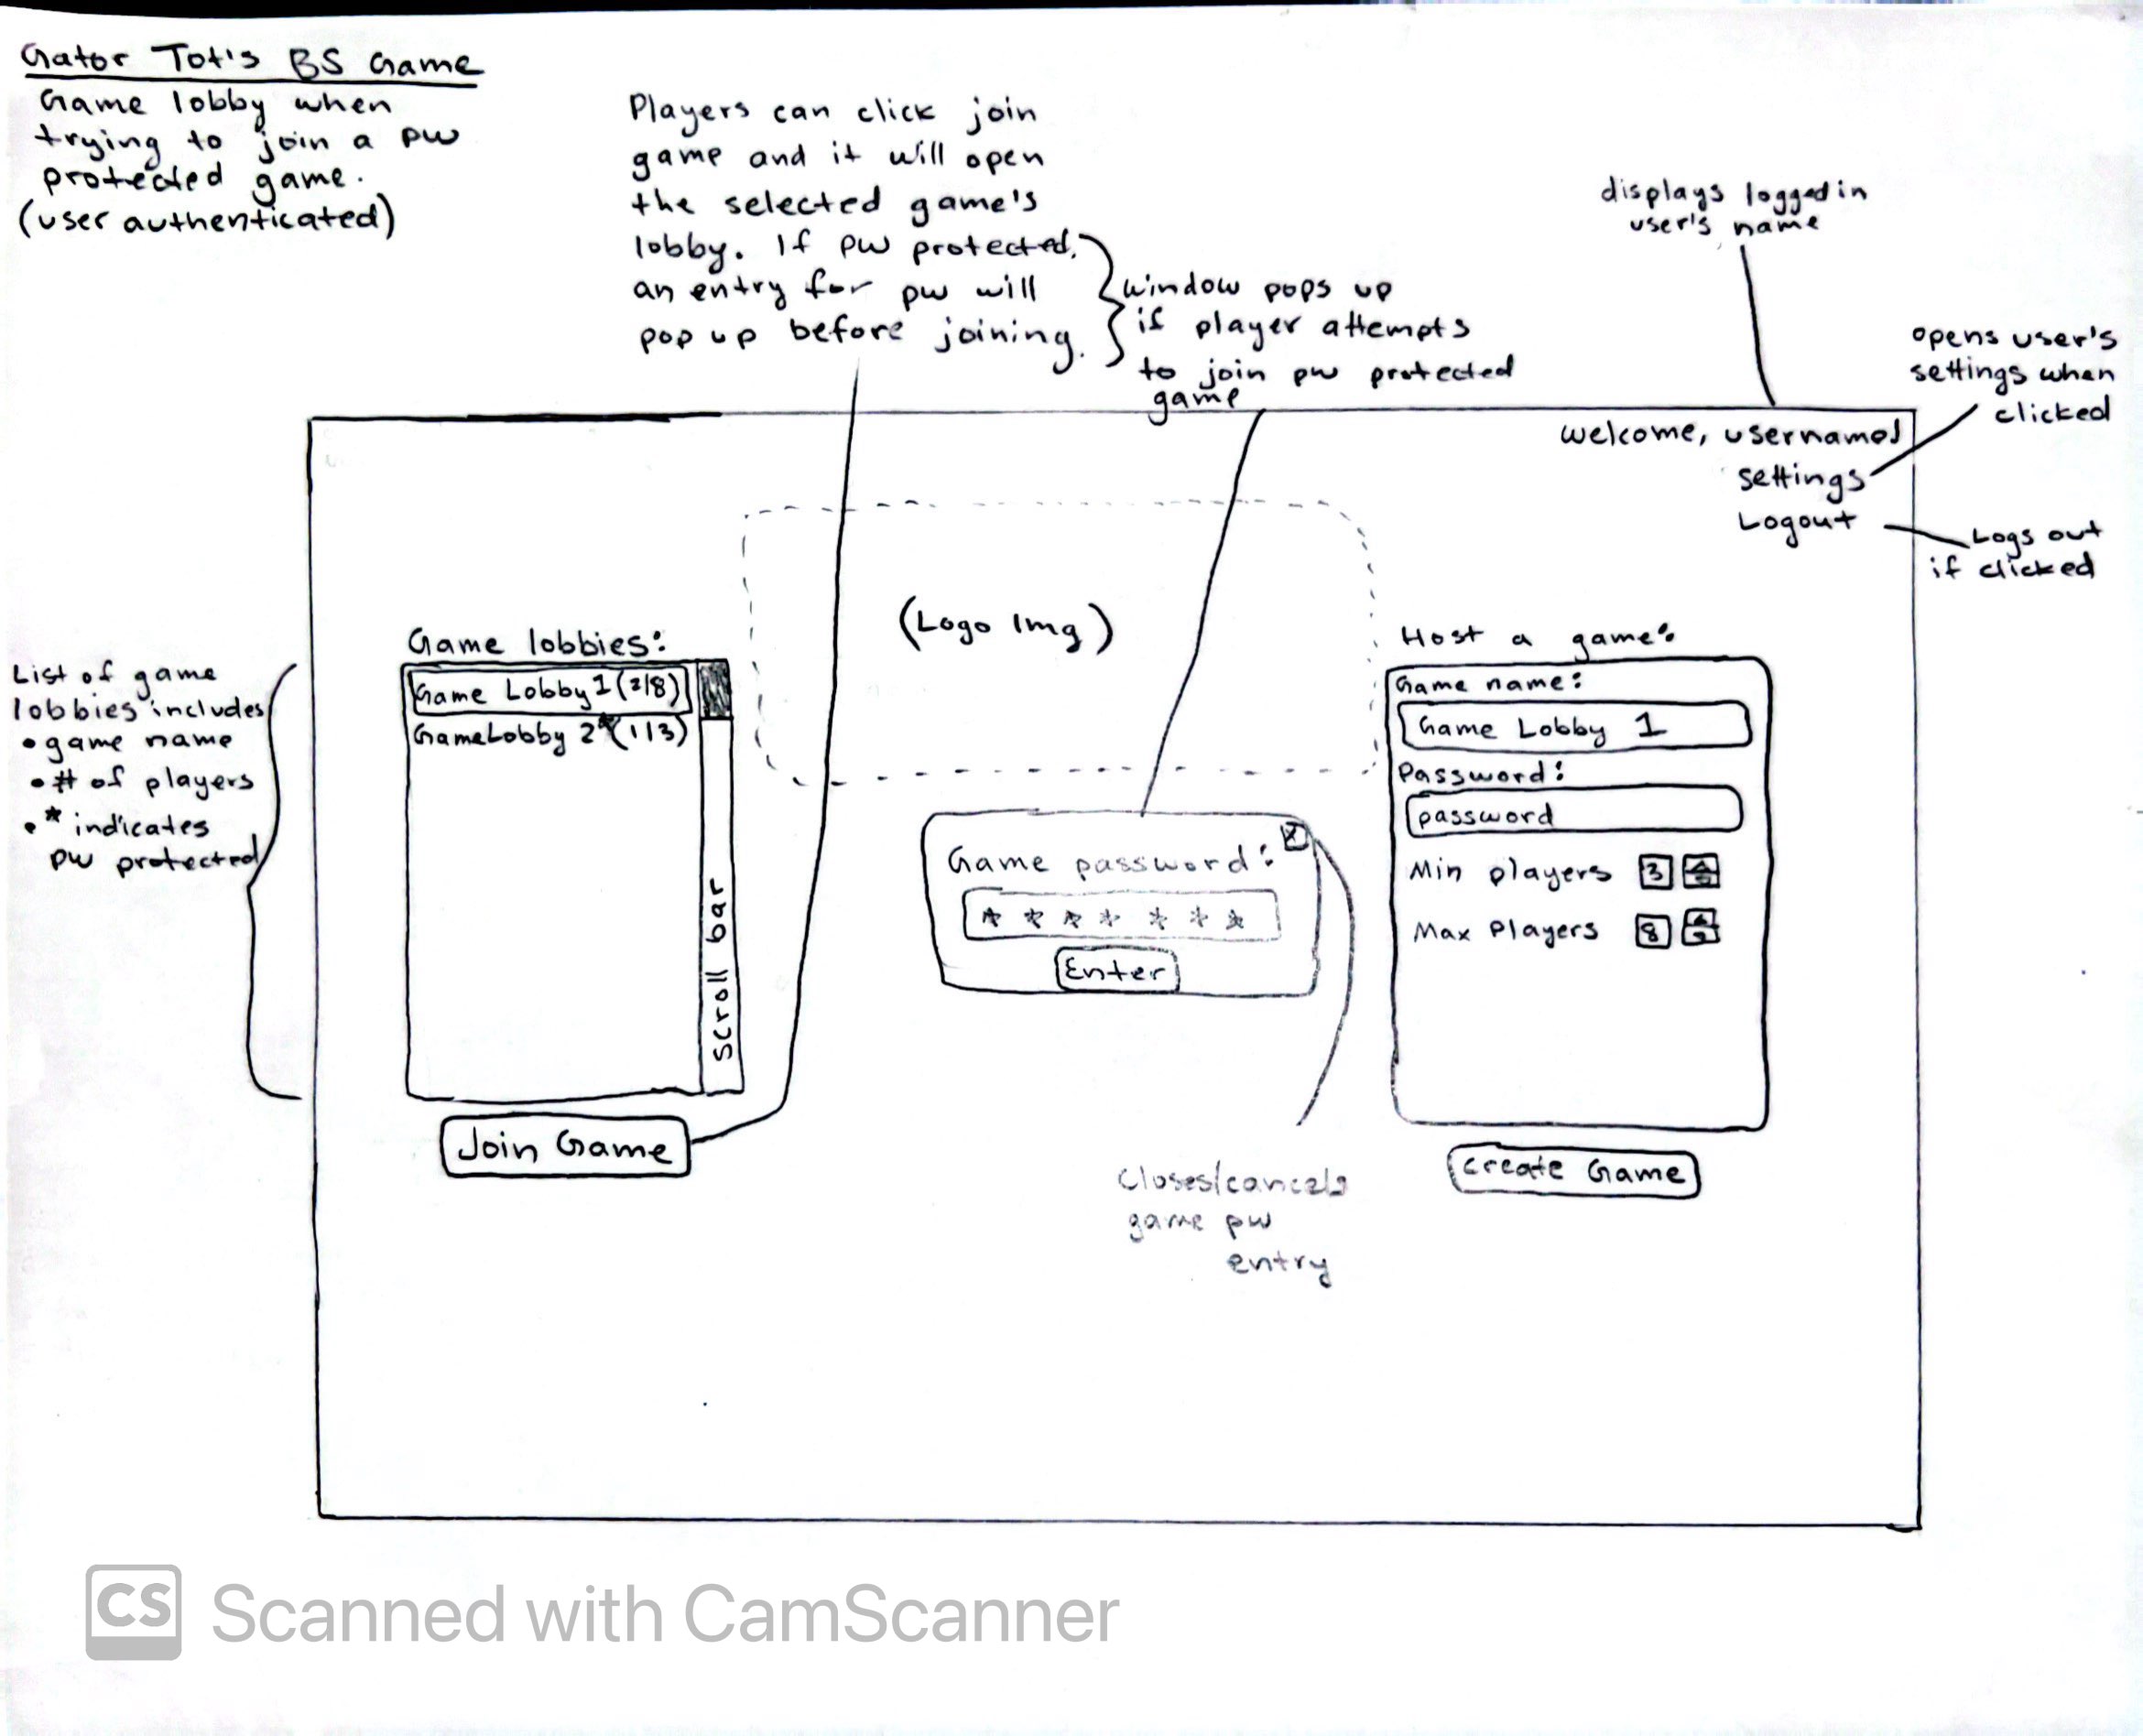 Gator Tot's BS Game
Game lobby when
trying to join a pw
protected game.
(user authenticated)
Players can click join
game and it will open
the selected game's
lobby. If pw protected,
an entry for pw will
pop up before joining.
window pops up
if player attempts
to join pw protected
game
displays logged in
user's name
opens user's
settings when
clicked
welcome, username!
settings
Logout
Logs out
if clicked
(Logo Img)
Game lobbies:
Game Lobby 1 (2/8)
Game Lobby 2* (1/3)
scroll bar
Join Game
List of game
lobbies includes
• game name
• # of players
• * indicates
pw protected
Game password:
X
* * * * * * *
Enter
Closes/cancels
game pw
entry
Host a game:
Game name:
Game Lobby 1
Password:
password
Min players 3
Max Players 8
Create Game
CS Scanned with CamScanner